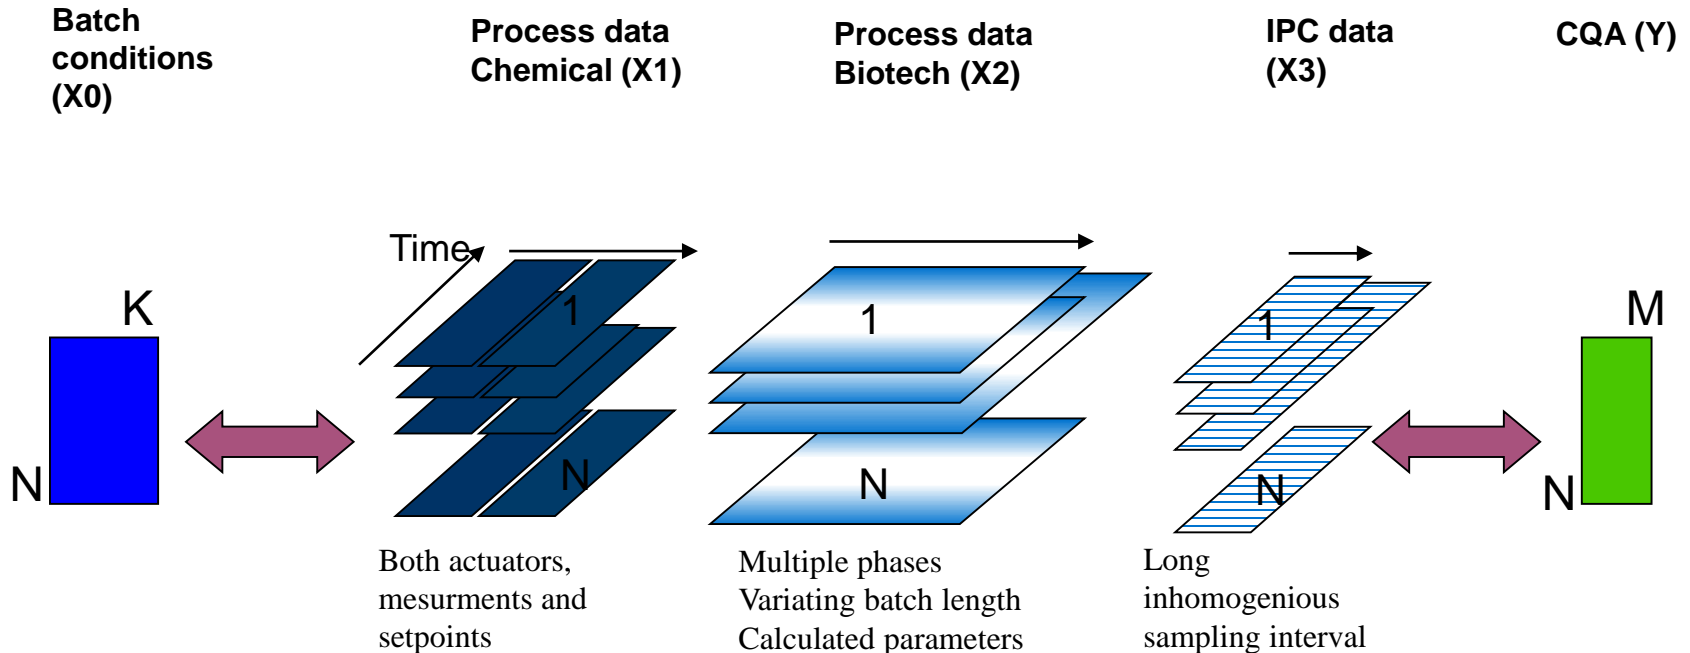 Batch
conditions
(X0)
Process data
Chemical (X1)
Process data
Biotech (X2)
IPC data
(X3)
CQA (Y)
Time
K
N
1
N
1
N
1
N
M
N
Both actuators,
mesurments and
setpoints
Multiple phases
Variating batch length
Calculated parameters
Long
inhomogenious
sampling interval